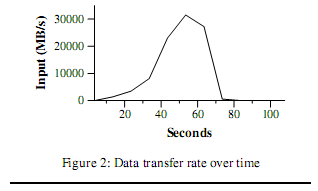 30000
20000
10000
0
Input (MB/s)
20 40 60 80 100
Seconds
Figure 2: Data transfer rate over time